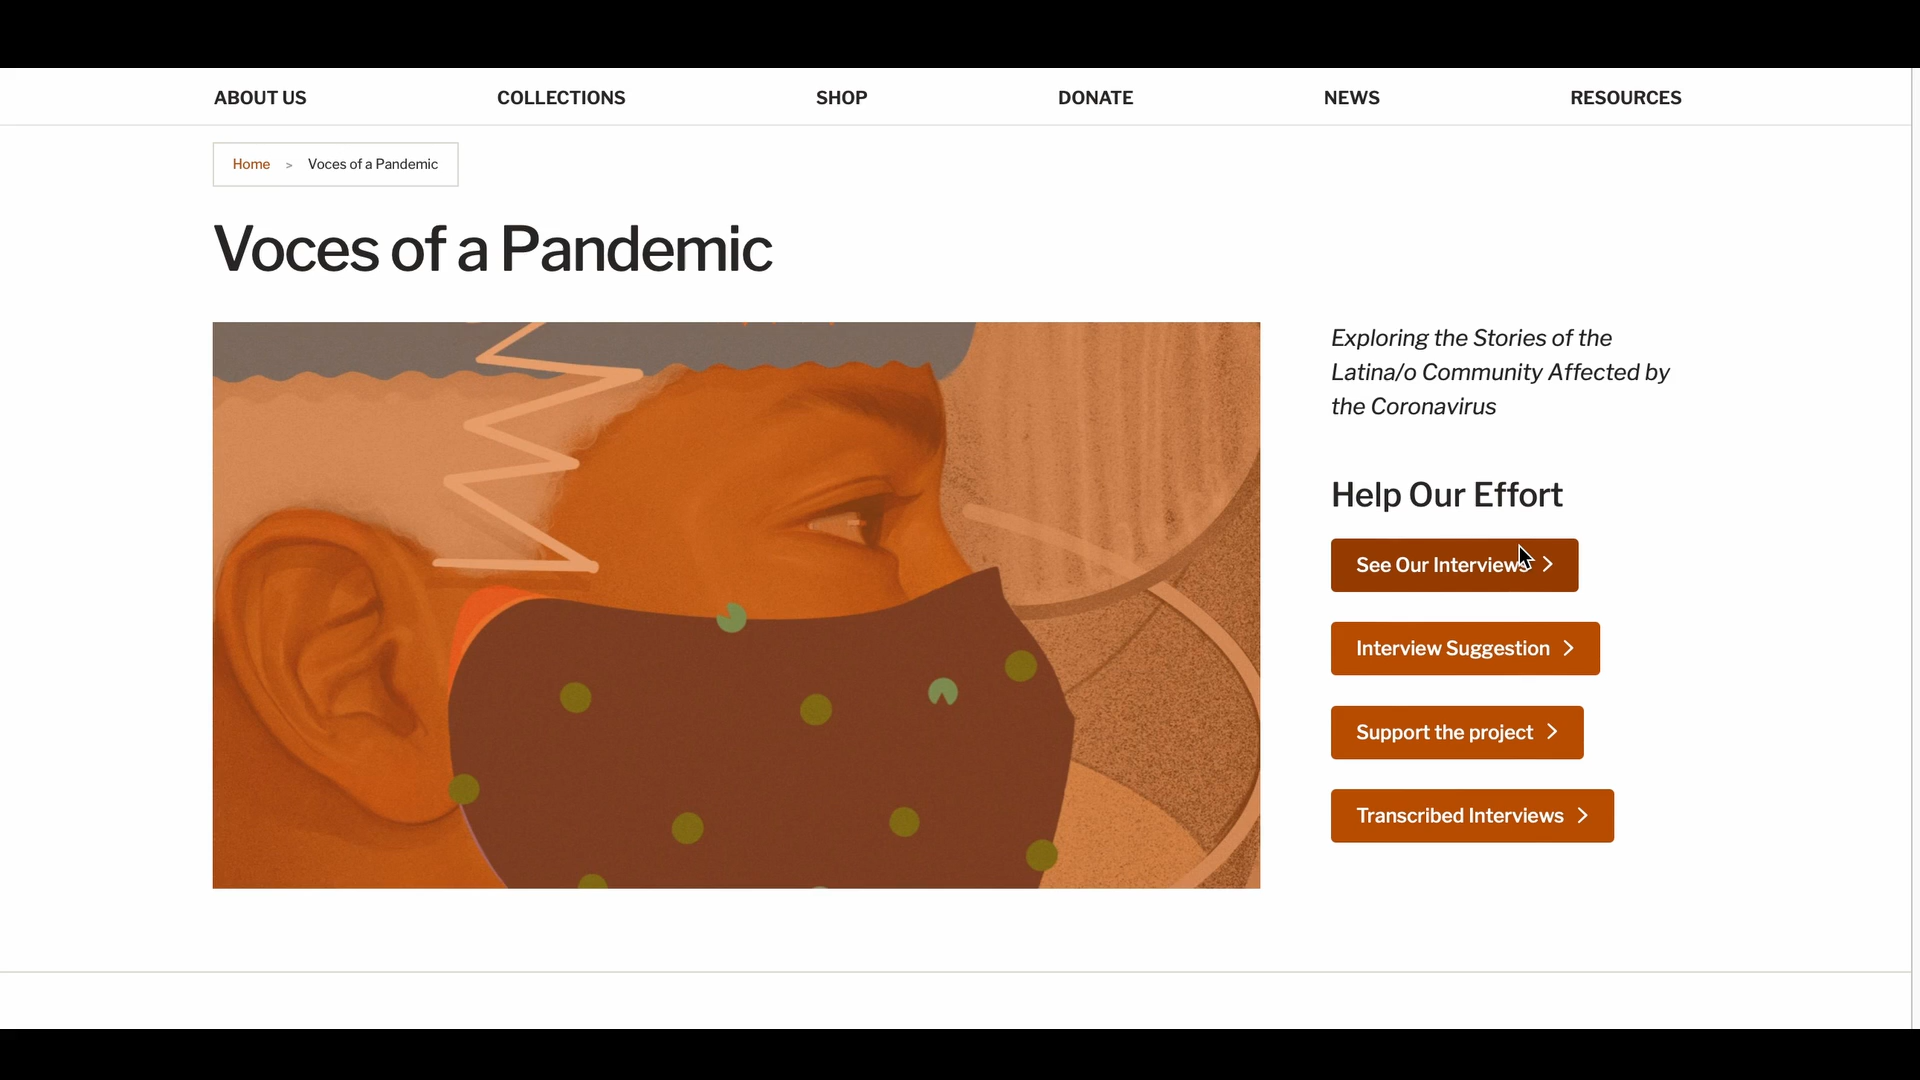 ABOUT US
COLLECTIONS
SHOP
DONATE
NEWS
RESOURCES
Home > Voces of a Pandemic
Voces of a Pandemic
Exploring the Stories of the
Latina/o Community Affected by
the Coronavirus
Help Our Effort
See Our Interviews >
Interview Suggestion >
Support the project >
Transcribed Interviews >